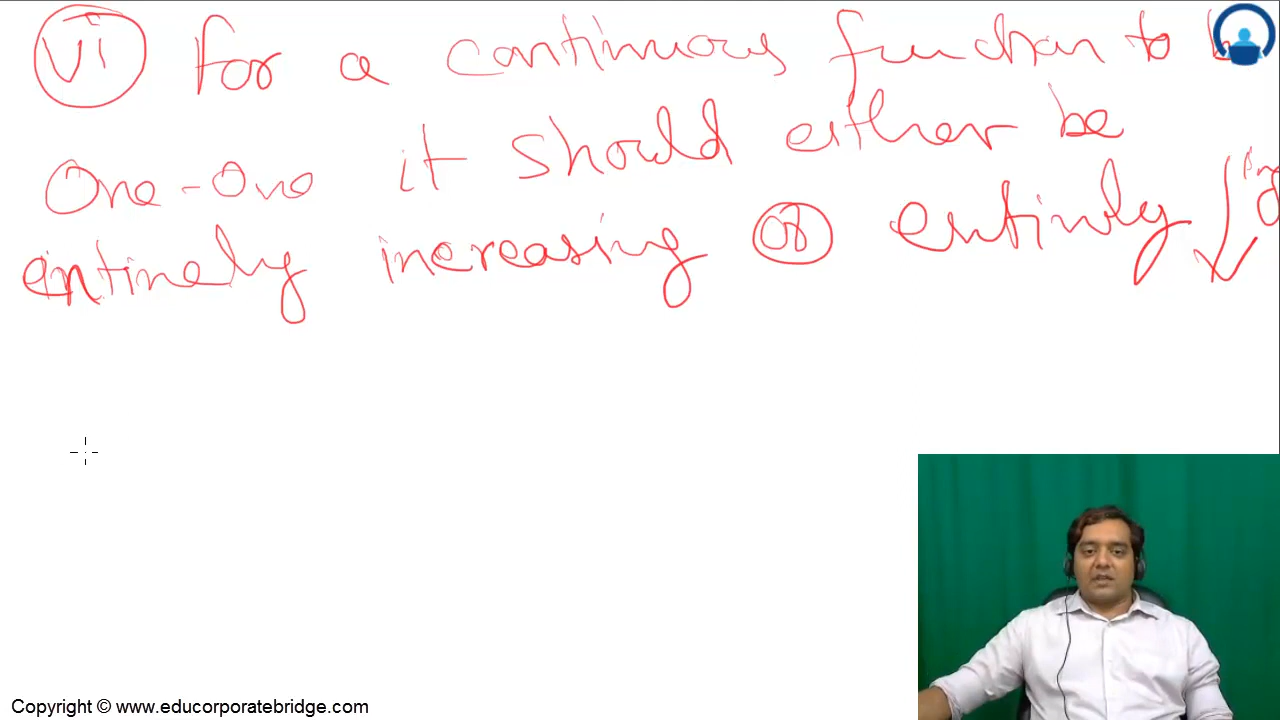 vi For a continuous function to b
one-one it should either be
entirely increasing or entirely
Copyright © www.educorporatebridge.com